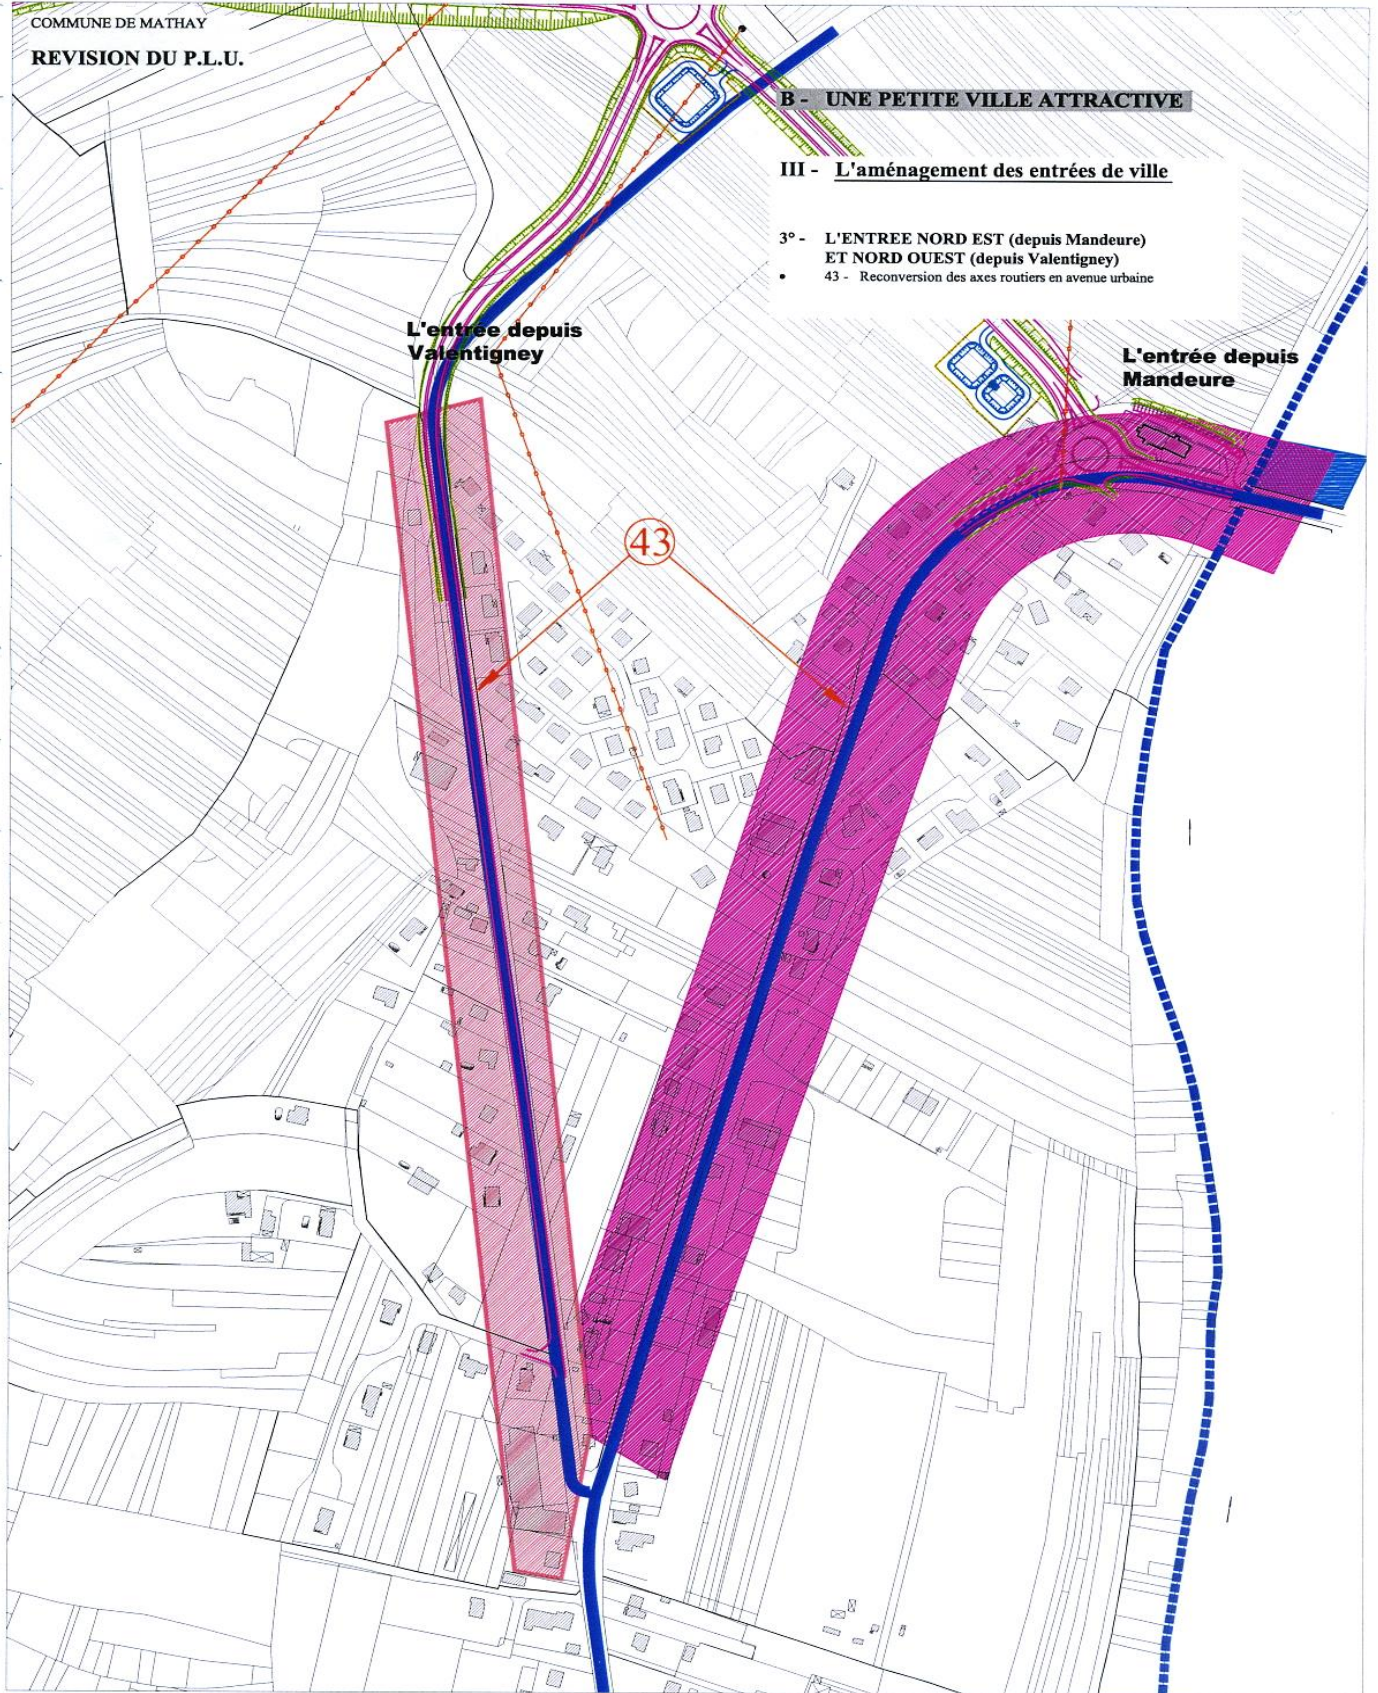 COMMUNE DE MATHAY
REVISION DU P.L.U.
B - UNE PETITE VILLE ATTRACTIVE
III - L'aménagement des entrées de ville
3° - L'ENTREE NORD EST (depuis Mandeure)
ET NORD OUEST (depuis Valentigney)
• 43 - Reconversion des axes routiers en avenue urbaine
L'entrée depuis
Valentigney
L'entrée depuis
Mandeure
43